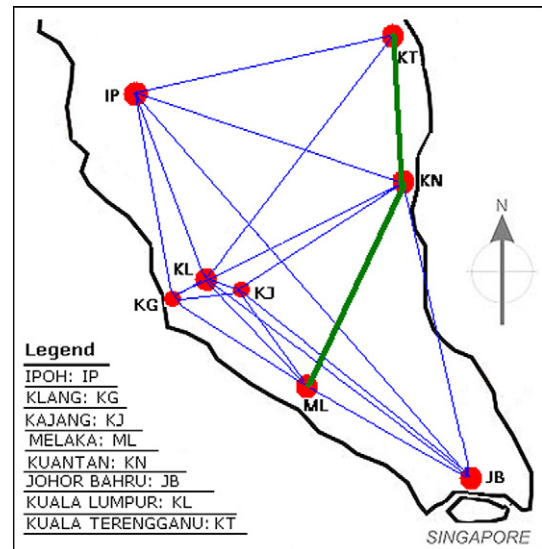 KT
IP
KN
N
KL
KJ
KG
Legend
IPOH: IP
KLANG: KG
KAJANG: KJ
MELAKA: ML
KUANTAN: KN
JOHOR BAHRU: JB
KUALA LUMPUR: KL
KUALA TERENGGANU: KT
ML
JB
SINGAPORE